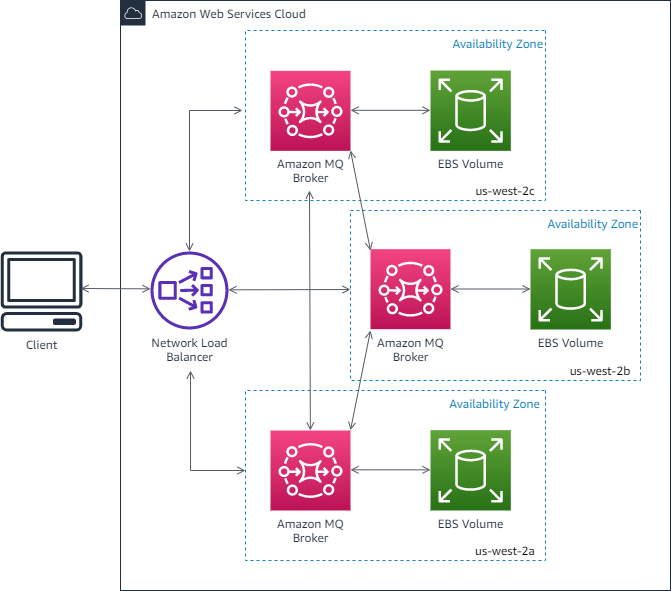 Amazon Web Services Cloud
Availability Zone
Amazon MQ
Broker
EBS Volume
us-west-2c
Availability Zone
Client
Network Load
Balancer
Amazon MQ
Broker
EBS Volume
us-west-2b
Availability Zone
Amazon MQ
Broker
EBS Volume
us-west-2a